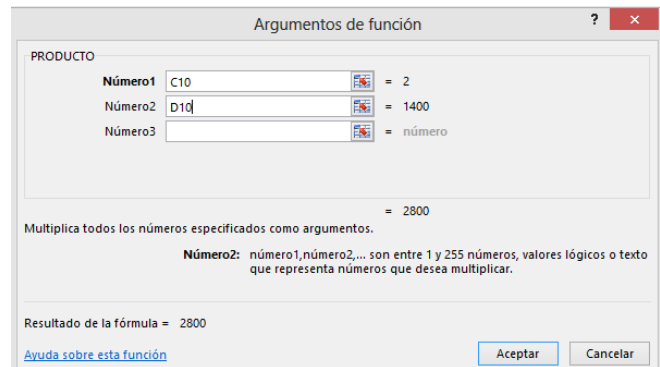 Argumentos de función ? ×
PRODUCTO
Número1 C10 = 2
Número2 D10 = 1400
Número3 = número
= 2800
Multiplica todos los números especificados como argumentos.
Número2: número1,número2,... son entre 1 y 255 números, valores lógicos o texto
que representa números que desea multiplicar.
Resultado de la fórmula = 2800
Ayuda sobre esta función Aceptar Cancelar